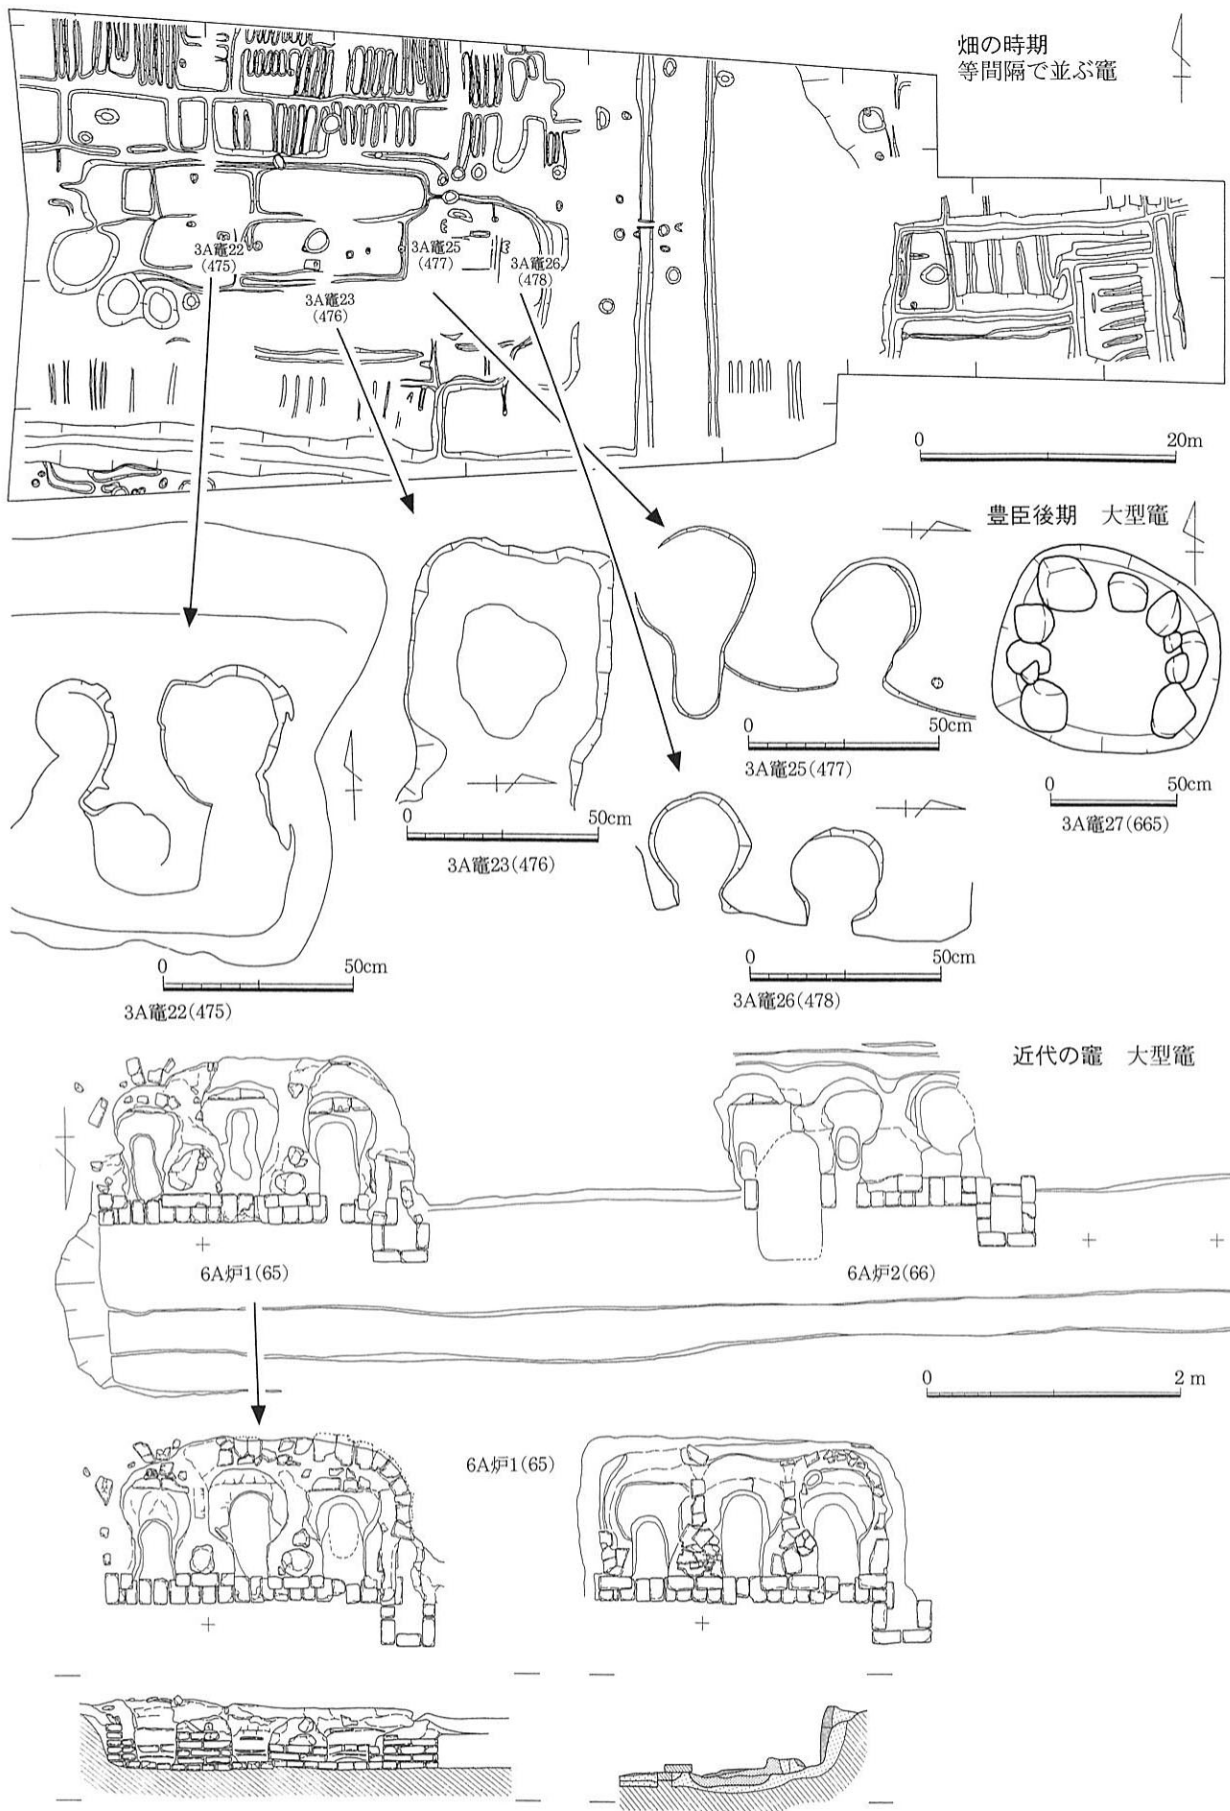 畑の時期
等間隔で並ぶ竈
3A竈22
(475)
3A竈23
(476)
3A竈25
(477)
3A竈26
(478)
0 20m
豊臣後期 大型竈
0 50cm
3A竈22(475)
0 50cm
3A竈23(476)
0 50cm
3A竈25(477)
0 50cm
3A竈26(478)
0 50cm
3A竈27(665)
近代の竈 大型竈
6A炉1(65)
6A炉2(66)
0 2m
6A炉1(65)